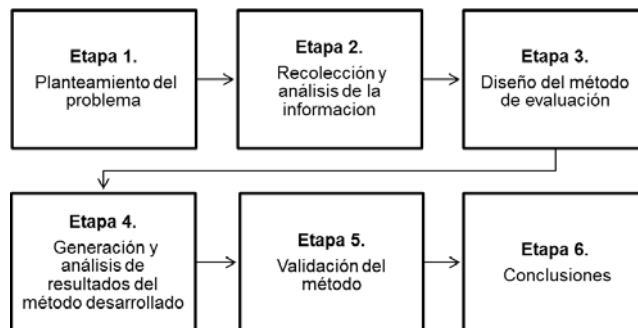 Etapa 1.
Planteamiento del
problema
Etapa 2.
Recolección y
análisis de la
informacion
Etapa 3.
Diseño del método
de evaluación
Etapa 4.
Generación y
análisis de
resultados del
método desarrollado
Etapa 5.
Validación del
método
Etapa 6.
Conclusiones